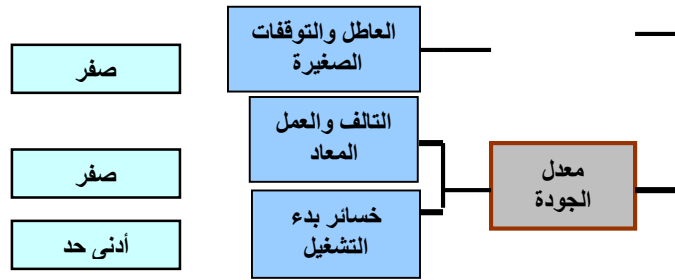 العاطل والتوقفات
الصغيرة
صفر
التالف والعمل
المعاد
معدل
الجودة
صفر
خسائر بدء
التشغيل
أدنى حد